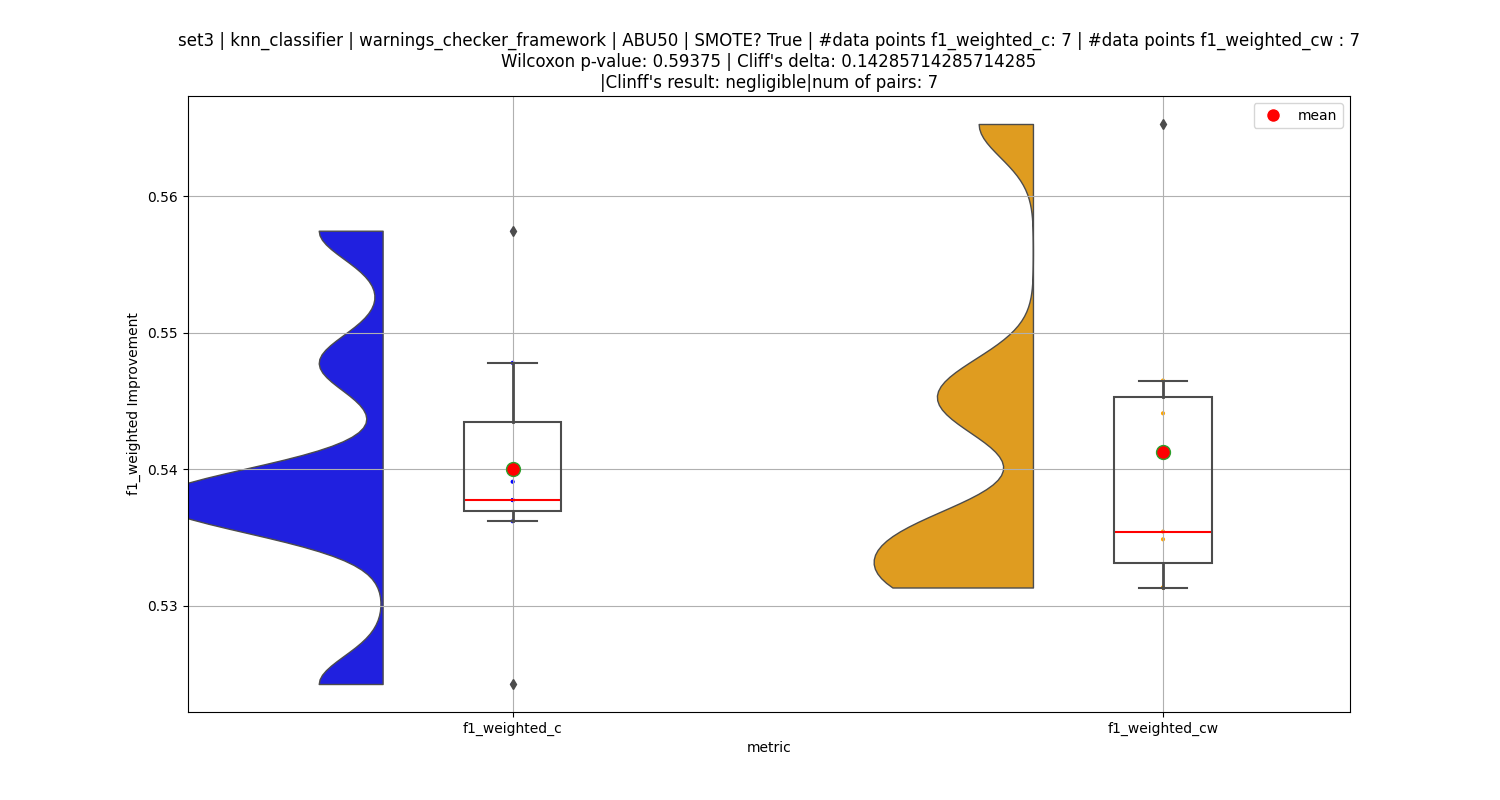 set3 | knn_classifier | warnings_checker_framework | ABU50 | SMOTE? True | #data points f1_weighted_c: 7 | #data points f1_weighted_cw : 7
Wilcoxon p-value: 0.59375 | Cliff's delta: 0.14285714285714285
|Clinff's result: negligible|num of pairs: 7
mean
f1_weighted Improvement
0.56
0.55
0.54
0.53
f1_weighted_c
f1_weighted_cw
metric